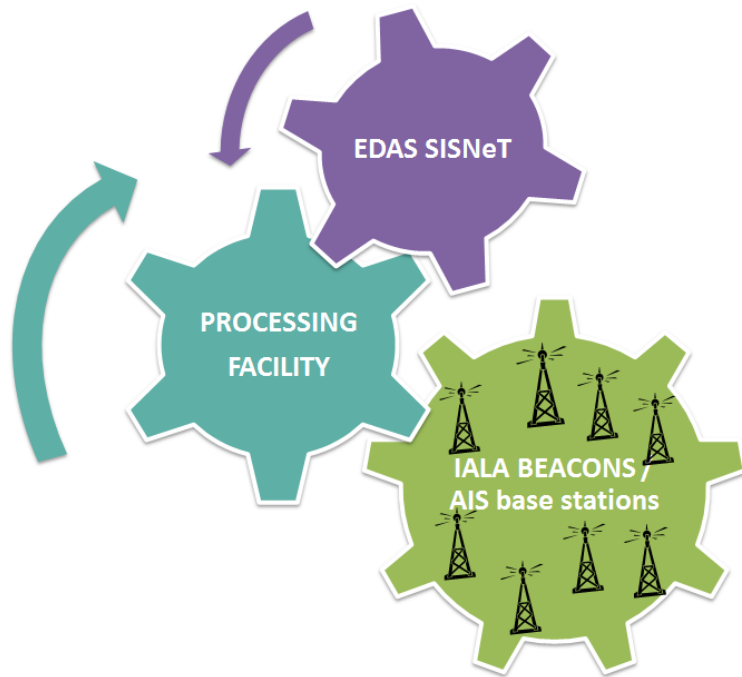 EDAS SISNeT
PROCESSING
FACILITY
IALA BEACONS /
AIS base stations